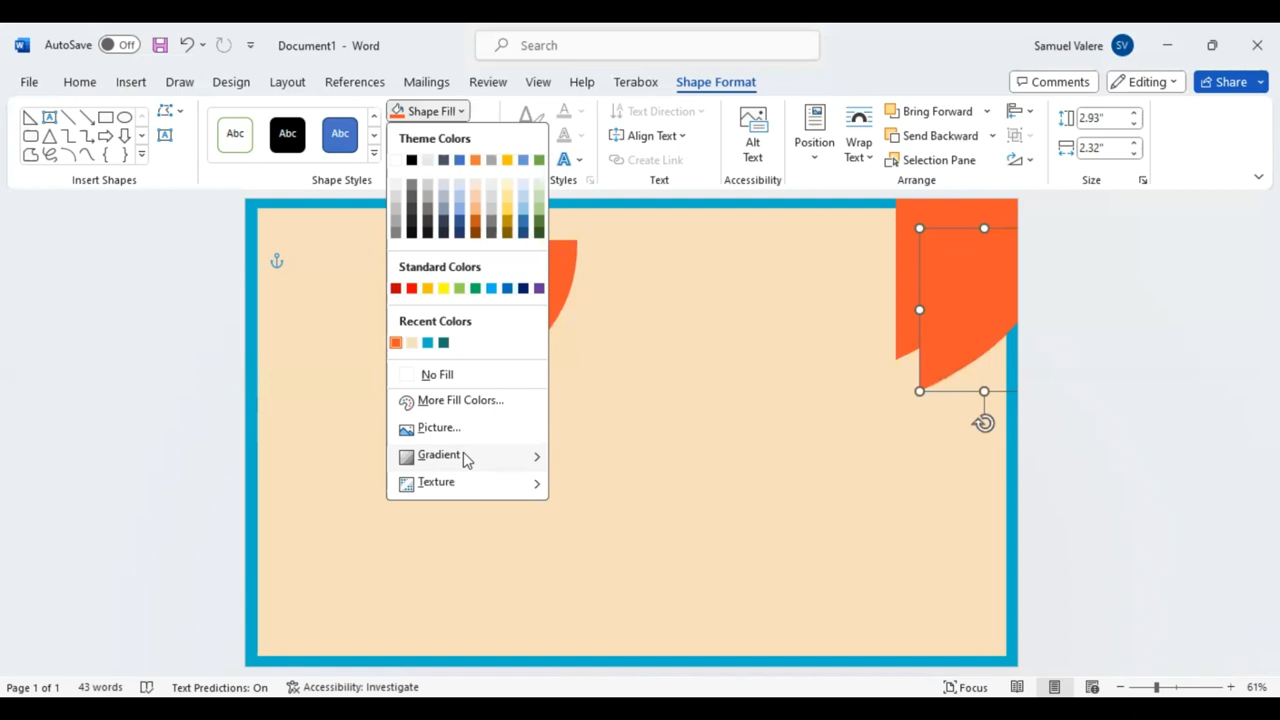 AutoSave Off Document1 - Word Search Samuel Valere SV
File Home Insert Draw Design Layout References Mailings Review View Help Terabox Shape Format Comments Editing Share
Abc Abc Abc Shape Fill Text Direction Bring Forward 2.93"
Align Text Alt Text Position Wrap Text Send Backward 2.32"
Create Link Selection Pane
Insert Shapes Shape Styles Styles Text Accessibility Arrange Size
Theme Colors
Standard Colors
Recent Colors
No Fill
More Fill Colors...
Picture...
Gradient
Texture
Page 1 of 1 43 words Text Predictions: On Accessibility: Investigate Focus 61%